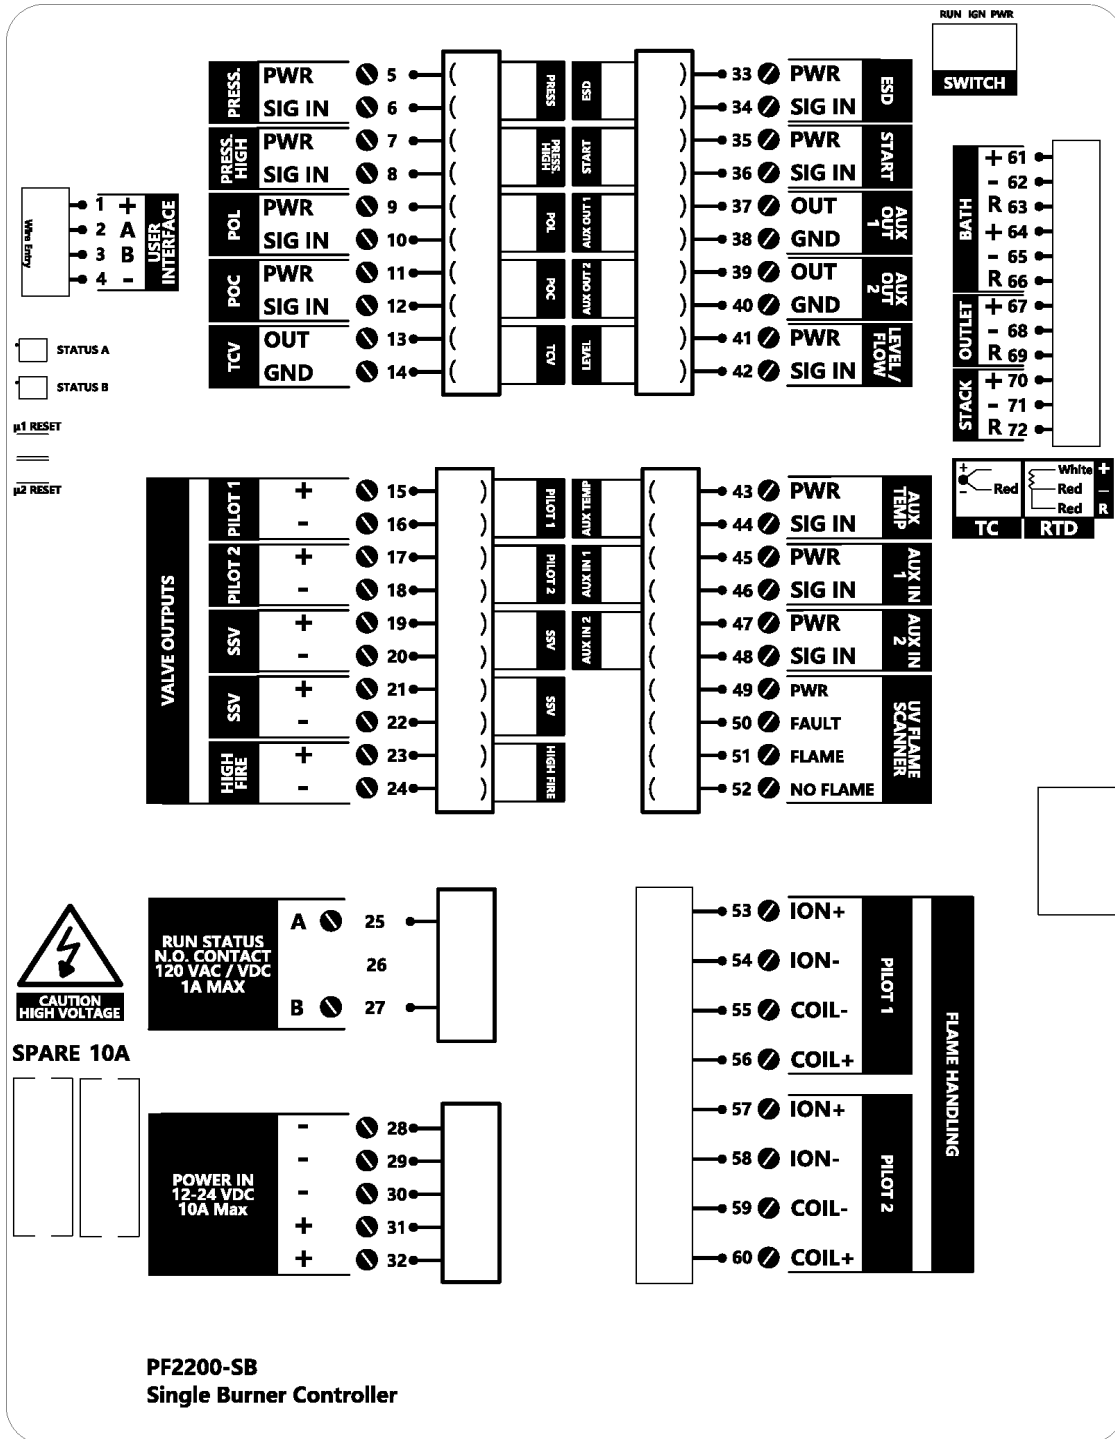 RUN IGN PWR
SWITCH
PRESS.
PWR 5
SIG IN 6
PRESS. HIGH
PWR 7
SIG IN 8
POL
PWR 9
SIG IN 10
POC
PWR 11
SIG IN 12
TCV
OUT 13
GND 14
PRESS
PRESS. HIGH
POL
POC
TCV
ESD
START
AUX OUT 1
AUX OUT 2
LEVEL
33 PWR
34 SIG IN
ESD
35 PWR
36 SIG IN
START
37 OUT
38 GND
AUX OUT 1
39 OUT
40 GND
AUX OUT 2
41 PWR
42 SIG IN
LEVEL / FLOW
Wire Entry
1 +
2 A
3 B
4 -
USER INTERFACE
STATUS A
STATUS B
µ1 RESET
µ2 RESET
BATH
+ 61
- 62
R 63
+ 64
- 65
R 66
OUTLET
+ 67
- 68
R 69
STACK
+ 70
- 71
R 72
+
-
Red
TC
White +
Red -
Red R
RTD
VALVE OUTPUTS
PILOT 1
+ 15
- 16
PILOT 2
+ 17
- 18
SSV
+ 19
- 20
SSV
+ 21
- 22
HIGH FIRE
+ 23
- 24
PILOT 1
PILOT 2
SSV
SSV
HIGH FIRE
AUX TEMP
AUX IN 1
AUX IN 2
43 PWR
44 SIG IN
AUX TEMP
45 PWR
46 SIG IN
AUX IN 1
47 PWR
48 SIG IN
AUX IN 2
49 PWR
50 FAULT
51 FLAME
52 NO FLAME
UV FLAME SCANNER
CAUTION
HIGH VOLTAGE
RUN STATUS
N.O. CONTACT
120 VAC / VDC
1A MAX
A 25
26
B 27
SPARE 10A
POWER IN
12-24 VDC
10A Max
- 28
- 29
- 30
+ 31
+ 32
53 ION+
54 ION-
55 COIL-
56 COIL+
PILOT 1
57 ION+
58 ION-
59 COIL-
60 COIL+
PILOT 2
FLAME HANDLING
PF2200-SB
Single Burner Controller